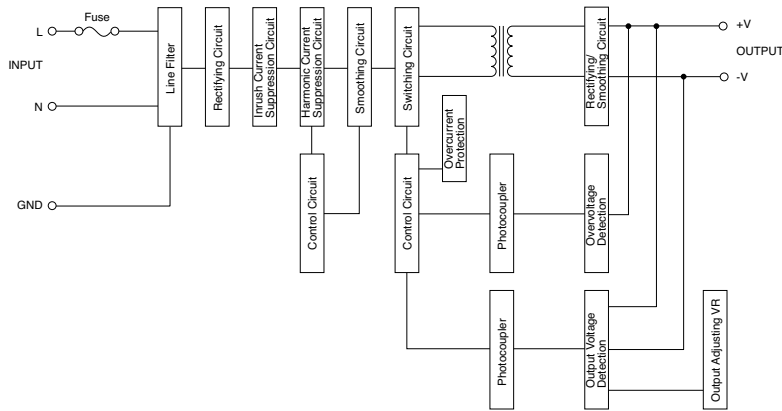 Fuse
L
INPUT
N
GND
Line Filter
Rectifying Circuit
Inrush Current
Suppression Circuit
Harmonic Current
Suppression Circuit
Smoothing Circuit
Switching Circuit
Rectifying/
Smoothing Circuit
+V
OUTPUT
-V
Control Circuit
Control Circuit
Overcurrent
Protection
Photocoupler
Overvoltage
Detection
Photocoupler
Output Voltage
Detection
Output Adjusting VR